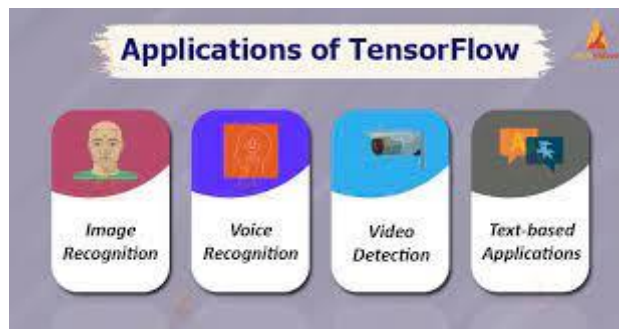 Applications of TensorFlow
Image
Recognition
Voice
Recognition
Video
Detection
Text-based
Applications
A